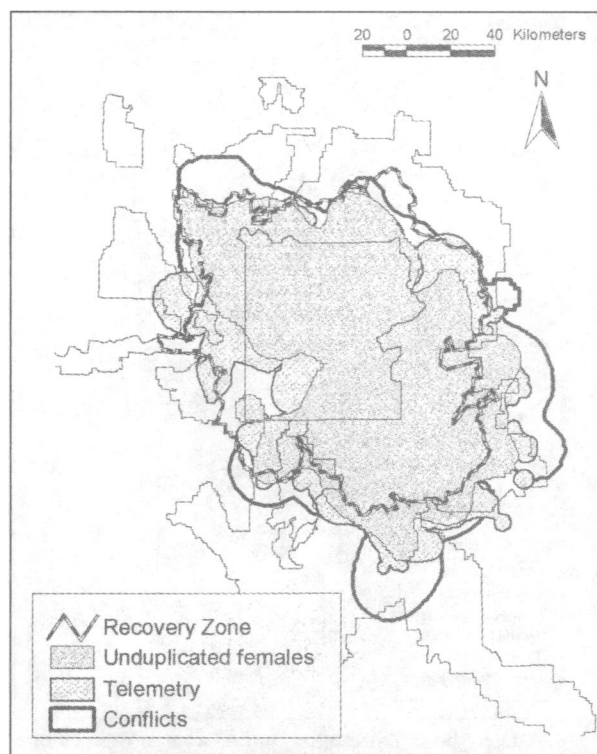 20 0 20 40 Kilometers
N
Recovery Zone
Unduplicated females
Telemetry
Conflicts